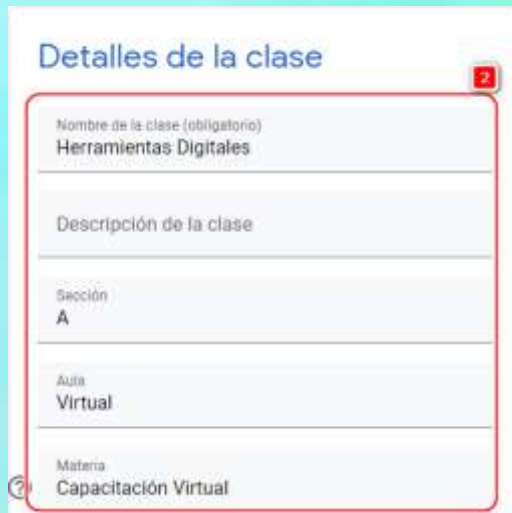 Detalles de la clase
2
Nombre de la clase (obligatorio)
Herramientas Digitales
Descripción de la clase
Sección
A
Aula
Virtual
Materia
Capacitación Virtual
?